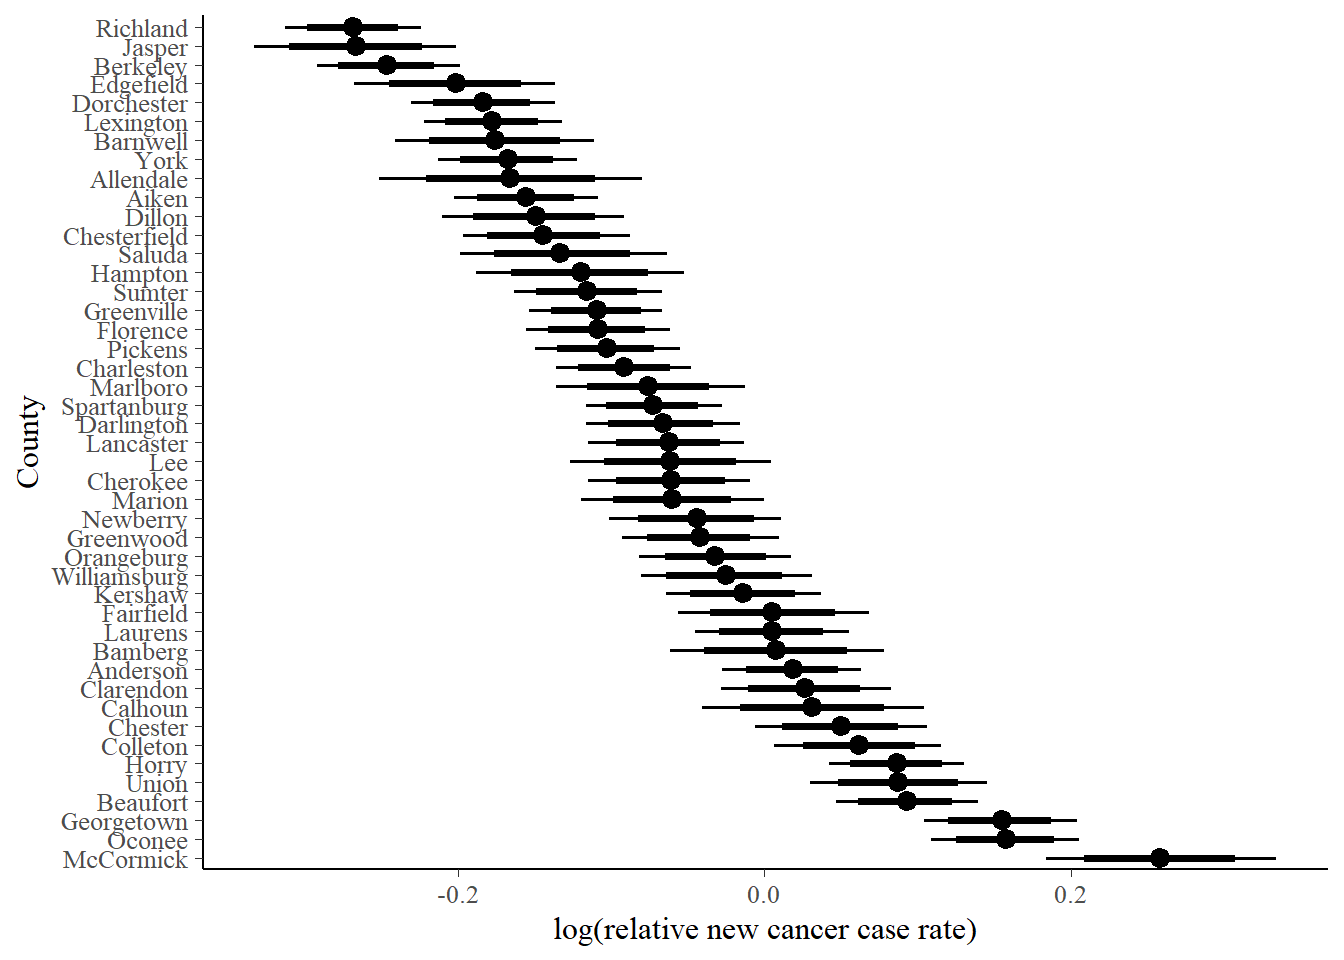 Richland
Jasper
Berkeley
Edgefield
Dorchester
Lexington
Barnwell
York
Allendale
Aiken
Dillon
Chesterfield
Saluda
Hampton
Sumter
Greenville
Florence
Pickens
Charleston
Marlboro
Spartanburg
Darlington
Lancaster
Lee
Cherokee
Marion
Newberry
Greenwood
Orangeburg
Williamsburg
Kershaw
Fairfield
Laurens
Bamberg
Anderson
Clarendon
Calhoun
Chester
Colleton
Horry
Union
Beaufort
Georgetown
Oconee
McCormick
County
-0.2 0.0 0.2
log(relative new cancer case rate)